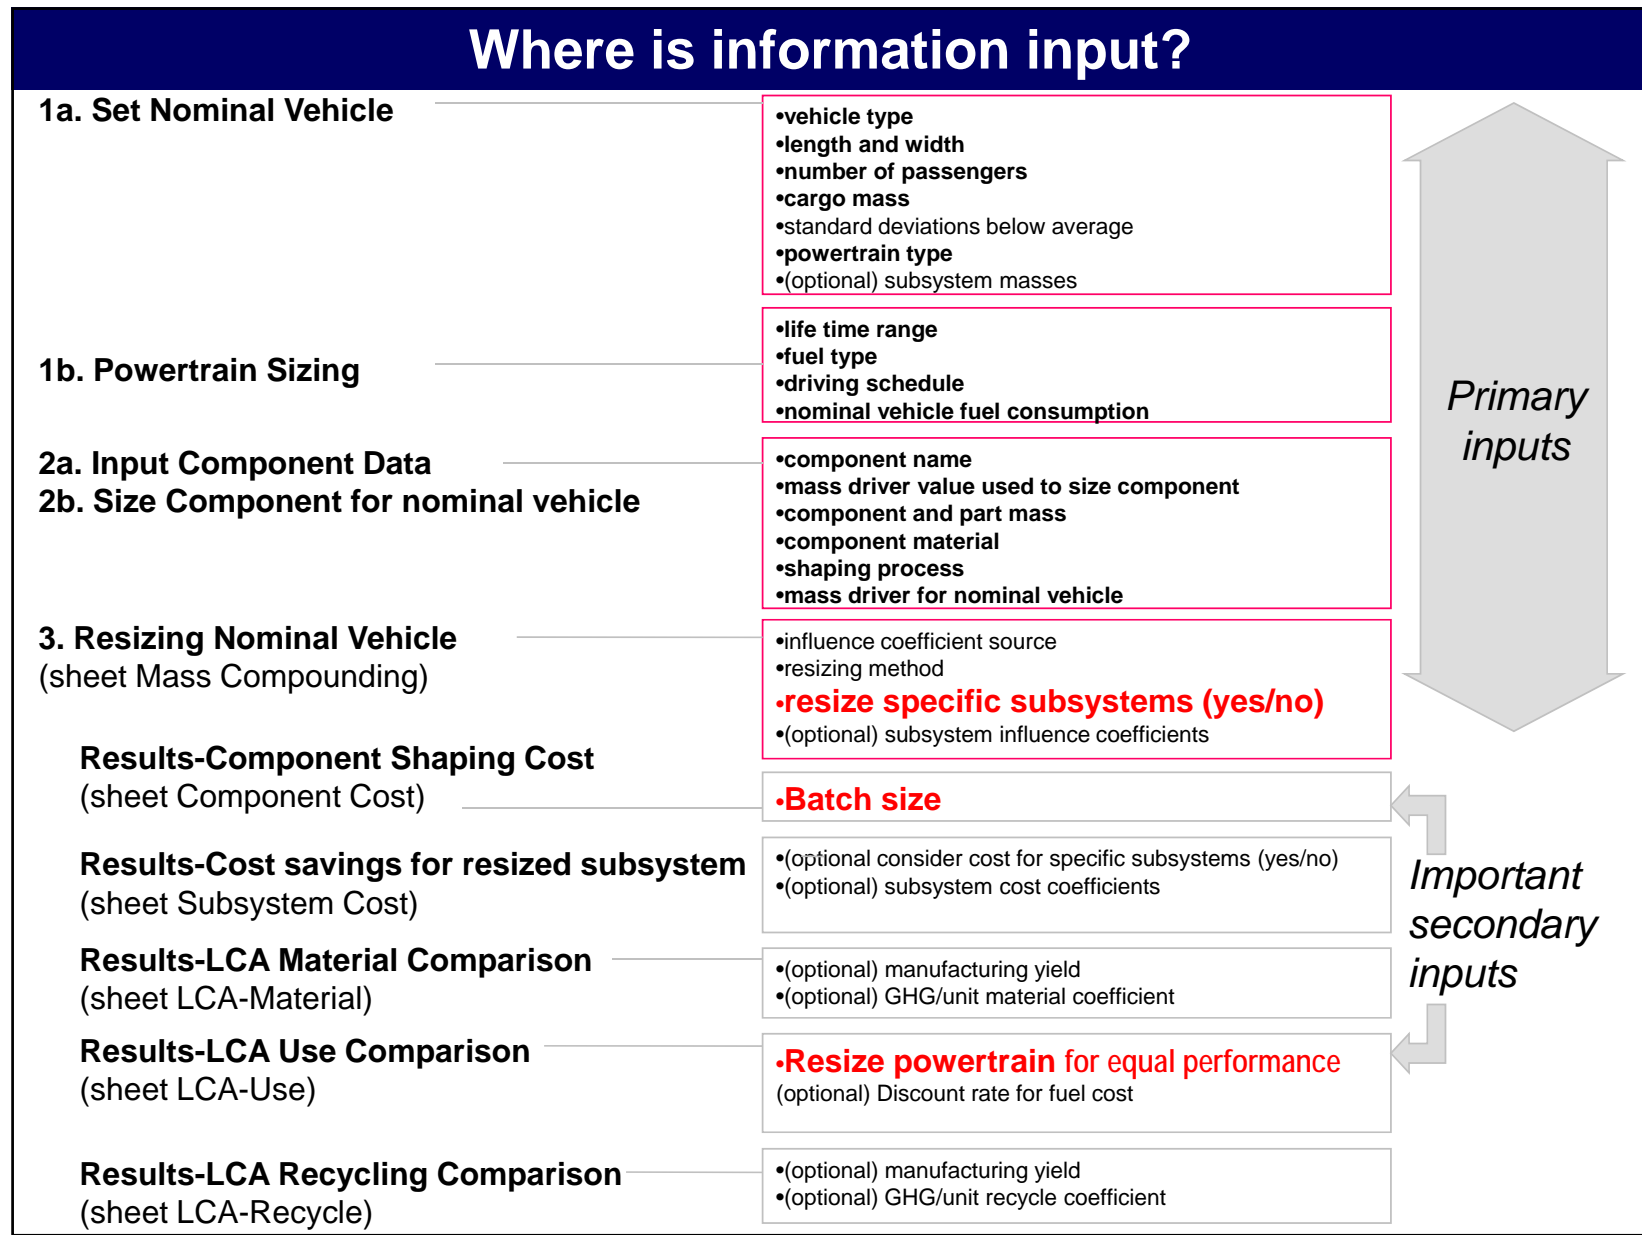 Where is information input?
1a. Set Nominal Vehicle
•vehicle type
•length and width
•number of passengers
•cargo mass
•standard deviations below average
•powertrain type
•(optional) subsystem masses
1b. Powertrain Sizing
•life time range
•fuel type
•driving schedule
•nominal vehicle fuel consumption
2a. Input Component Data
2b. Size Component for nominal vehicle
•component name
•mass driver value used to size component
•component and part mass
•component material
•shaping process
•mass driver for nominal vehicle
3. Resizing Nominal Vehicle
(sheet Mass Compounding)
•influence coefficient source
•resizing method
•resize specific subsystems (yes/no)
•(optional) subsystem influence coefficients
Primary
inputs
Results-Component Shaping Cost
(sheet Component Cost)
•Batch size
Results-Cost savings for resized subsystem
(sheet Subsystem Cost)
•(optional consider cost for specific subsystems (yes/no)
•(optional) subsystem cost coefficients
Results-LCA Material Comparison
(sheet LCA-Material)
•(optional) manufacturing yield
•(optional) GHG/unit material coefficient
Important
secondary
inputs
Results-LCA Use Comparison
(sheet LCA-Use)
•Resize powertrain for equal performance
(optional) Discount rate for fuel cost
Results-LCA Recycling Comparison
(sheet LCA-Recycle)
•(optional) manufacturing yield
•(optional) GHG/unit recycle coefficient